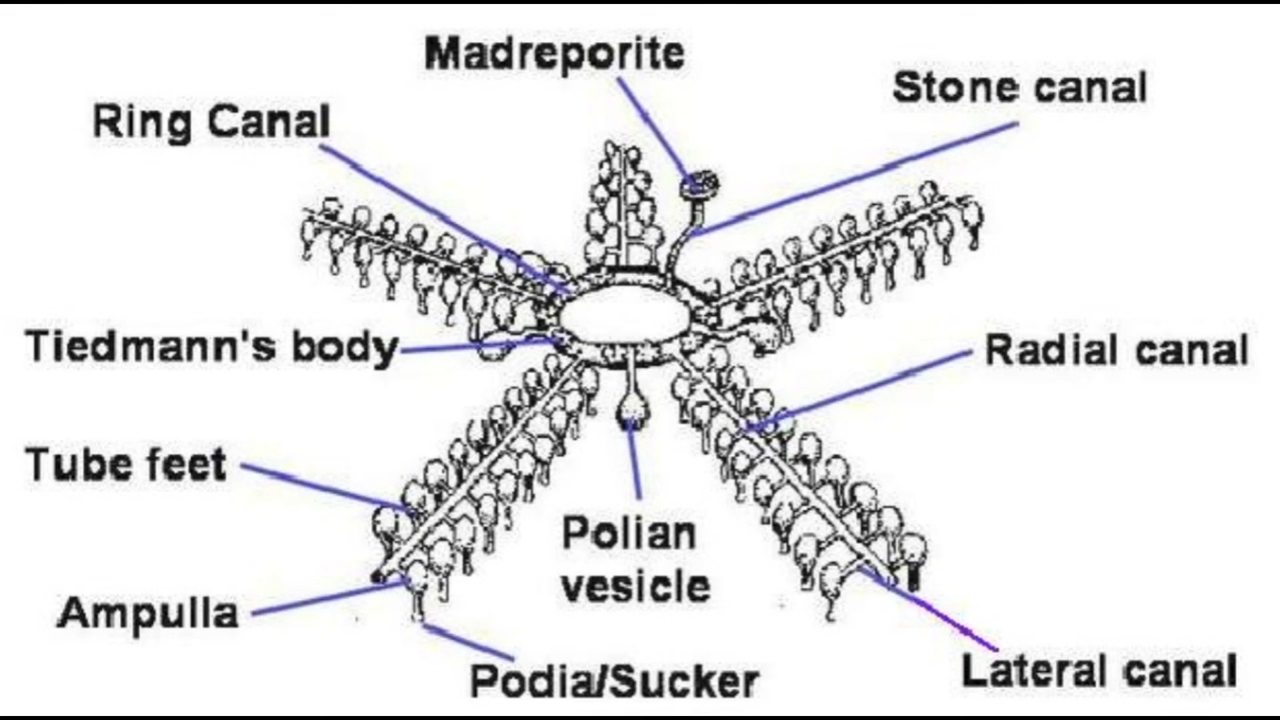 Madreporite
Stone canal
Ring Canal
Tiedmann's body
Radial canal
Tube feet
Polian
vesicle
Ampulla
Podia/Sucker
Lateral canal